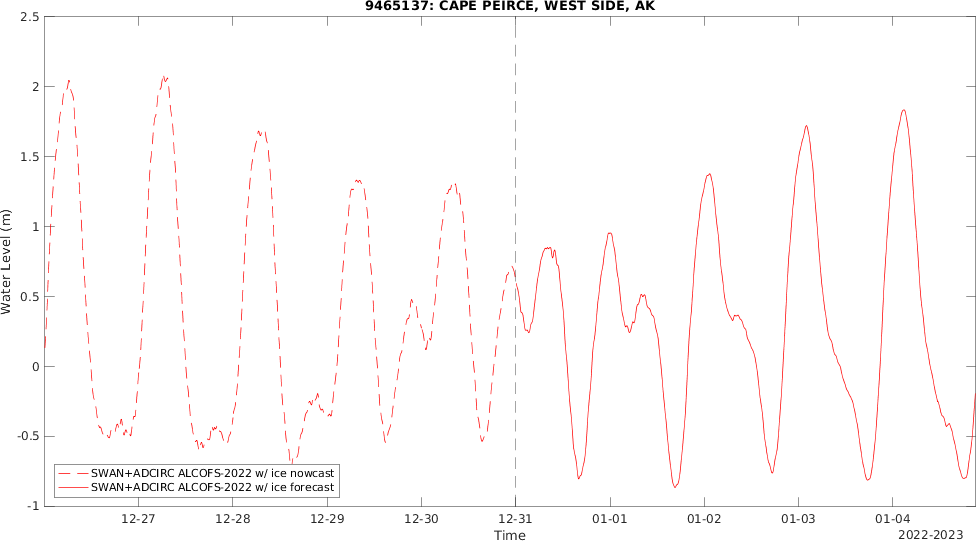 9465137: CAPE PEIRCE, WEST SIDE, AK
2.5
2
1.5
1
0.5
0
-0.5
-1
Water Level (m)
SWAN+ADCIRC ALCOFS-2022 w/ ice nowcast
SWAN+ADCIRC ALCOFS-2022 w/ ice forecast
12-27 12-28 12-29 12-30 12-31 01-01 01-02 01-03 01-04
Time
2022-2023